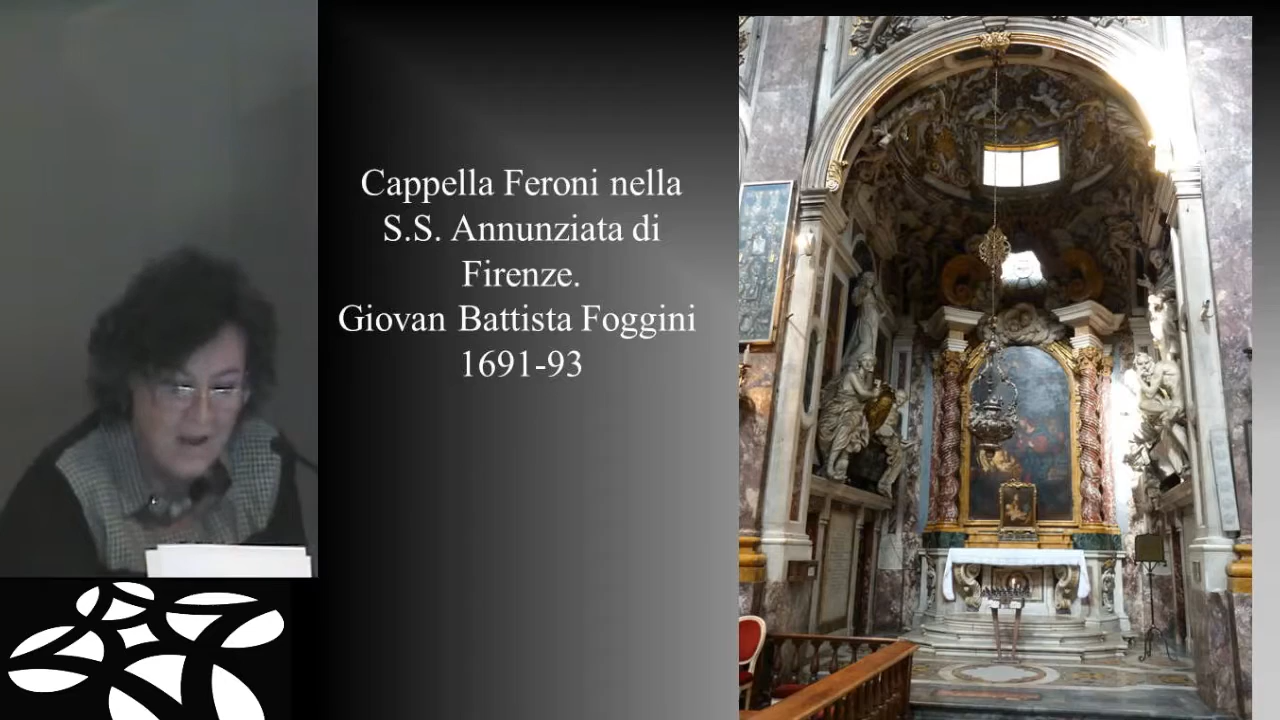 Cappella Feroni nella
S.S. Annunziata di
Firenze.
Giovan Battista Foggini
1691-93